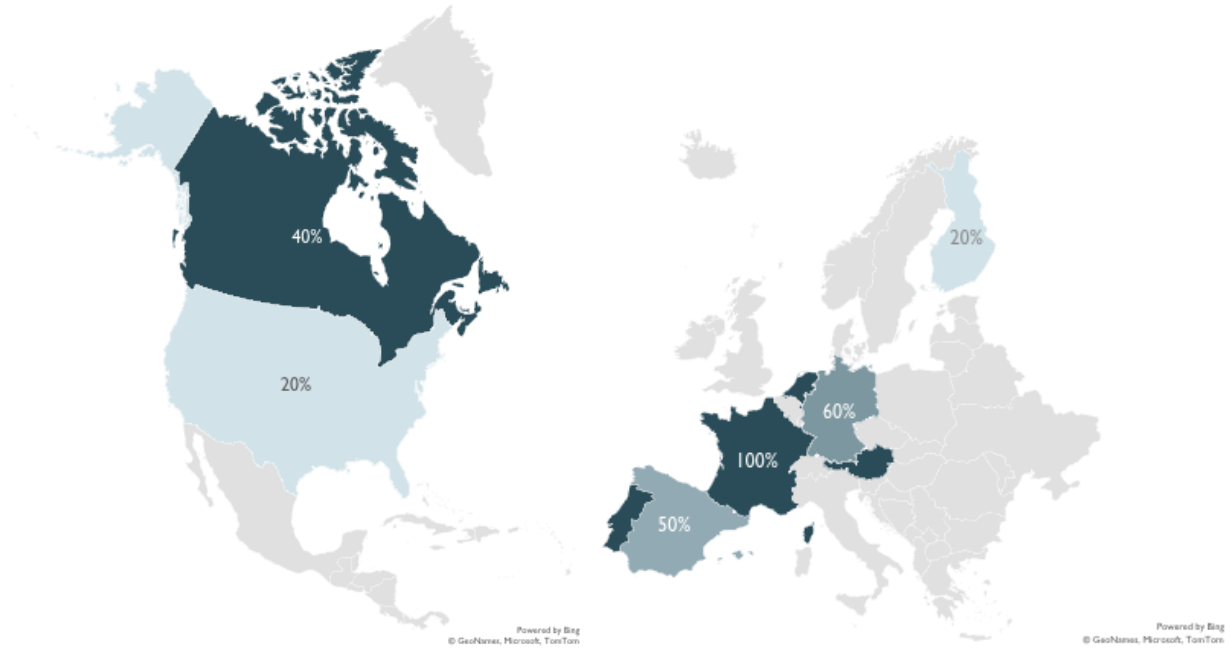 40%
20%
Powered by Bing
© GeoNames, Microsoft, TomTom
20%
60%
100%
50%
Powered by Bing
© GeoNames, Microsoft, TomTom